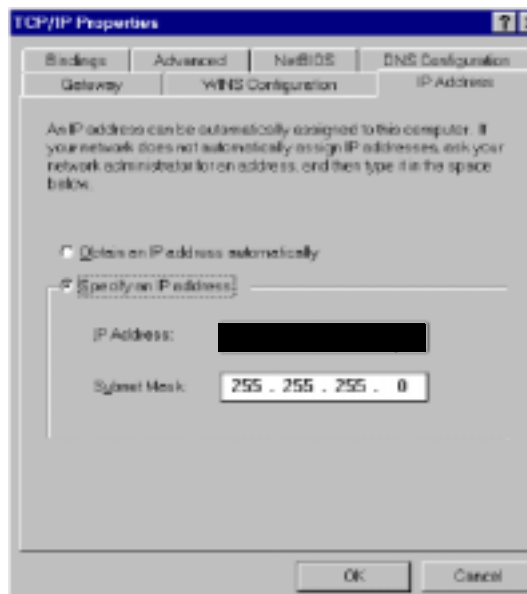 TCP/IP Properties
Bindings Advanced NetBIOS DNS Configuration
Gateway WINS Configuration IP Address
An IP address can be automatically assigned to this computer. If
your network does not automatically assign IP addresses, ask your
network administrator for an address, and then type it in the space
below.
Obtain an IP address automatically
Specify an IP address:
IP Address:
Subnet Mask: 255 . 255 . 255 . 0
OK Cancel